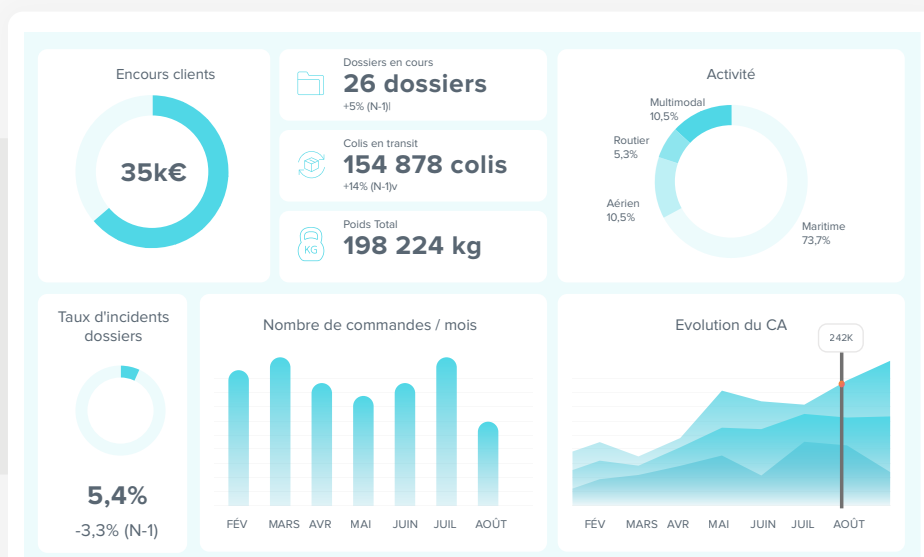 Encours clients
35k€
Dossiers en cours
26 dossiers
+5% (N-1)l
Colis en transit
154 878 colis
+14% (N-1)v
KG
Poids Total
198 224 kg
Activité
Multimodal
10,5%
Routier
5,3%
Aérien
10,5%
Maritime
73,7%
Taux d'incidents
dossiers
5,4%
-3,3% (N-1)
Nombre de commandes / mois
FÉV MARS AVR MAI JUIN JUIL AOÛT
Evolution du CA
242K
FÉV MARS AVR MAI JUIN JUIL AOÛT